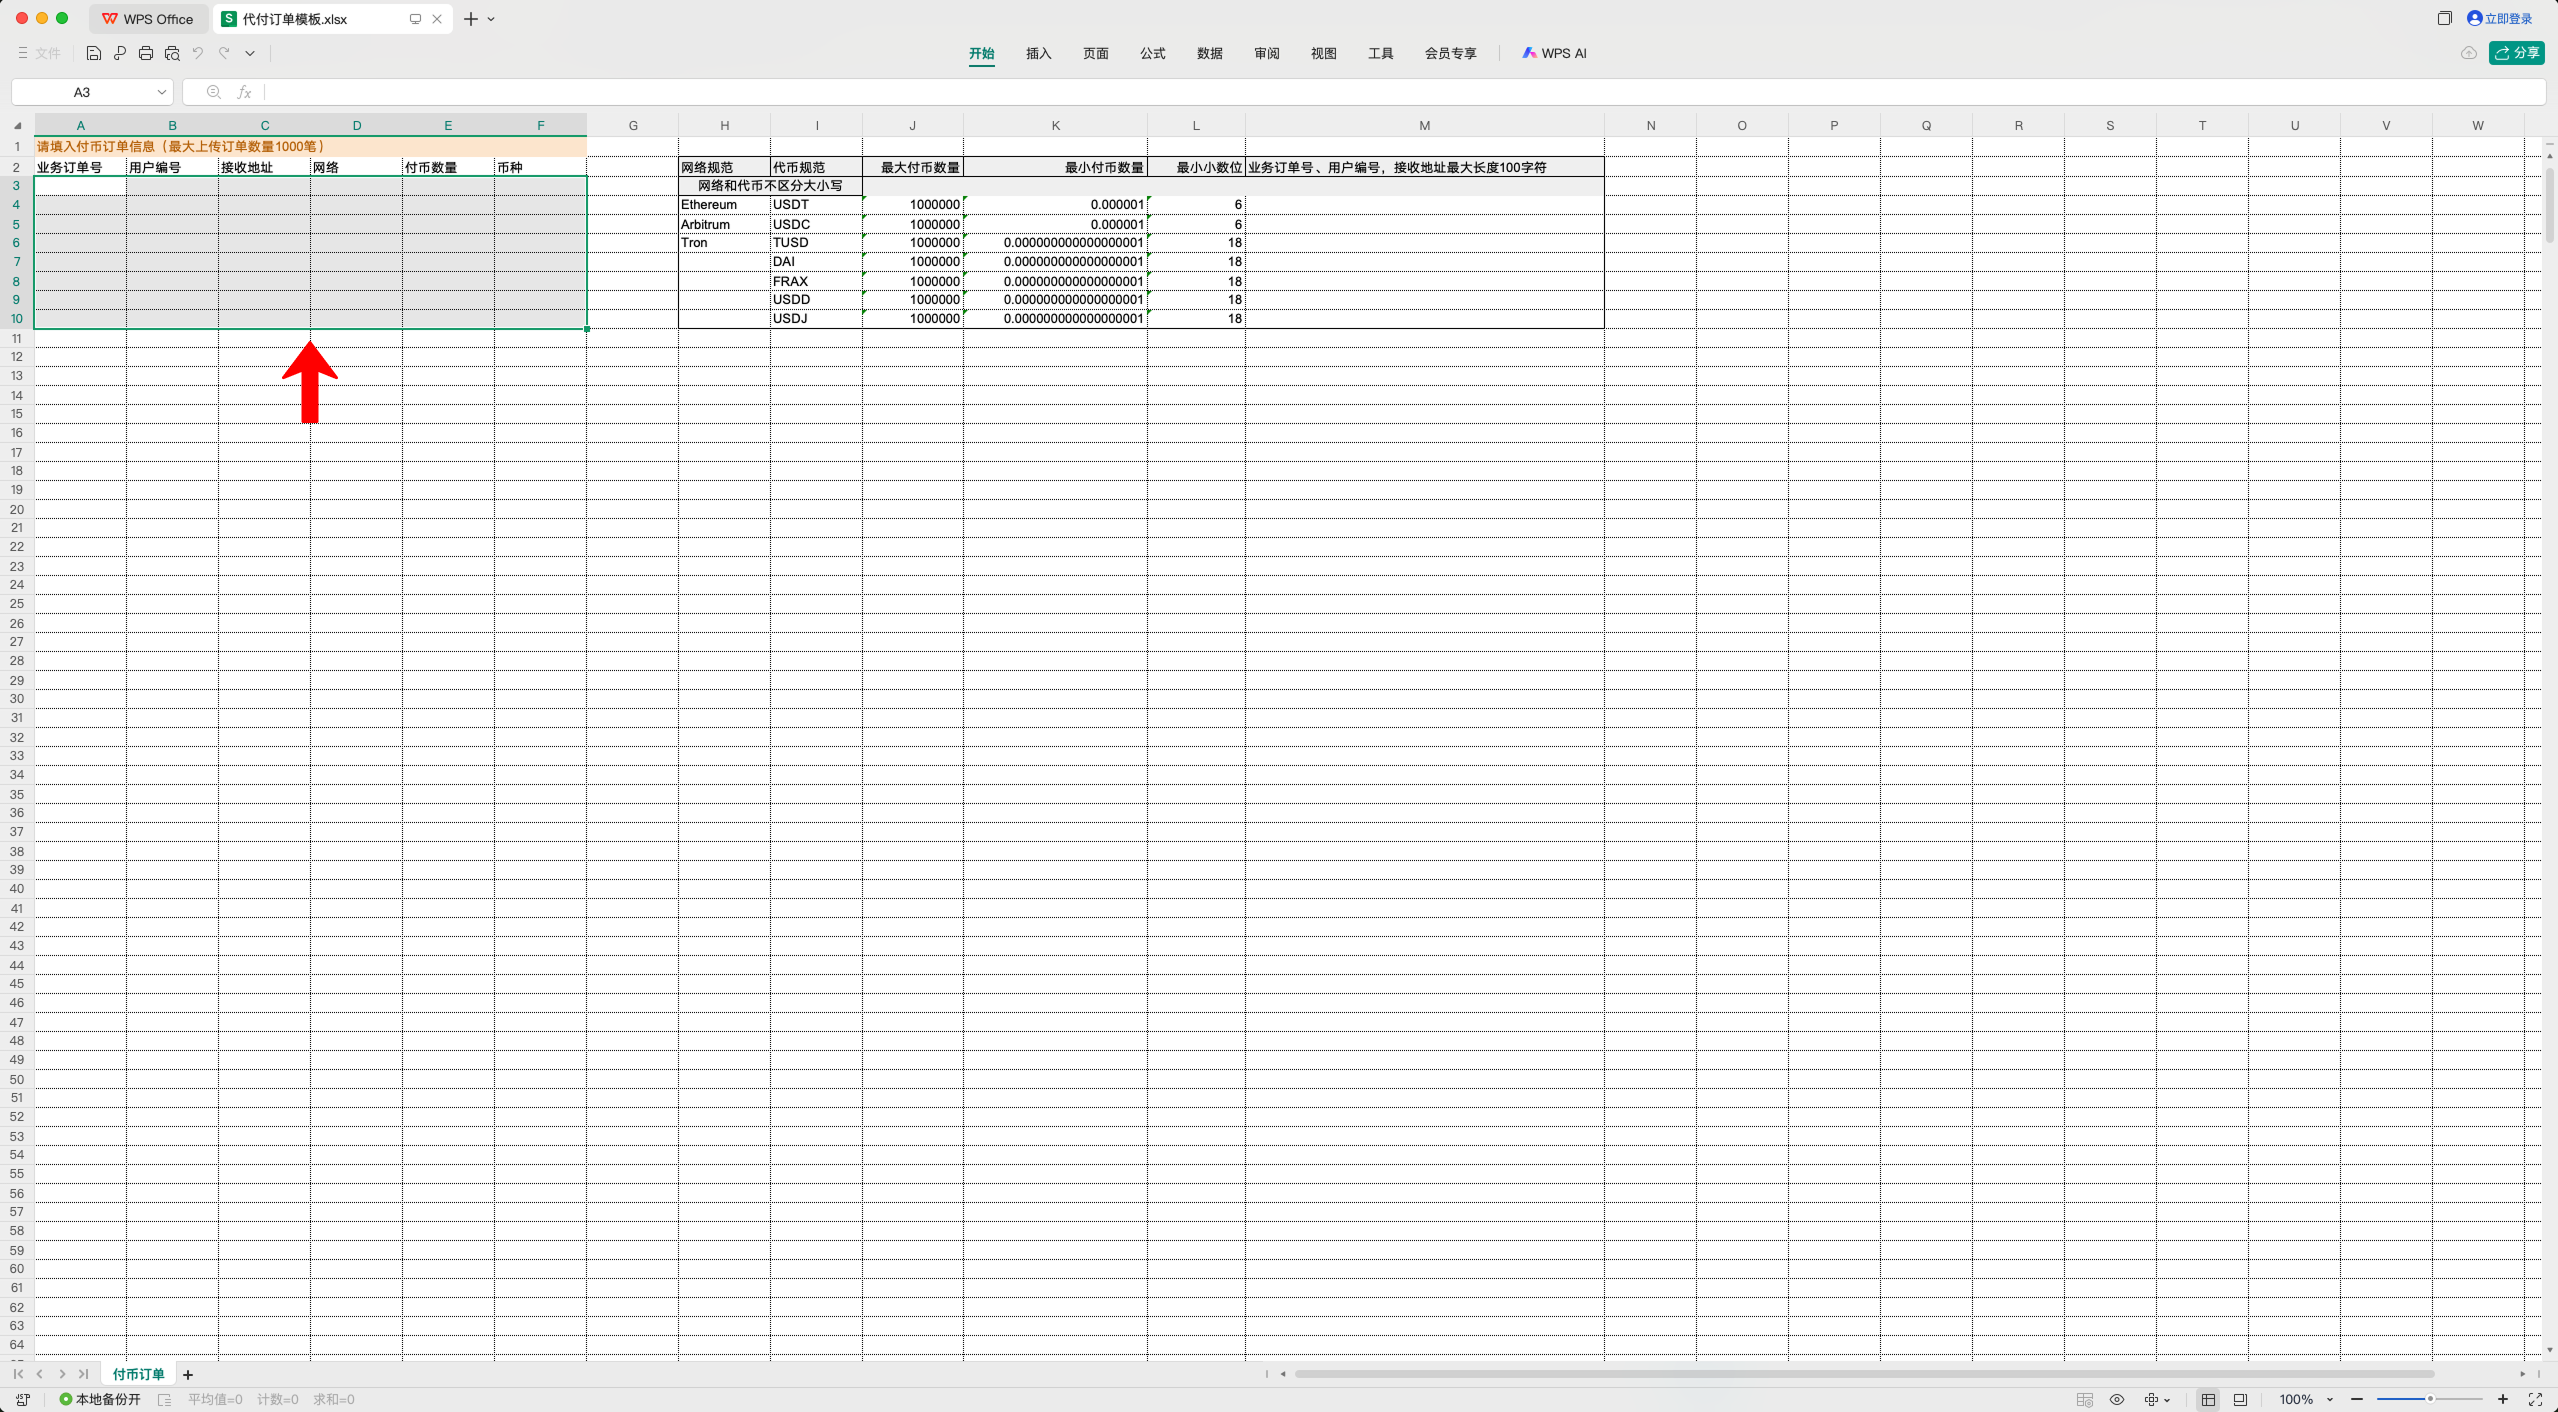 WPS Office
代付订单模板.xlsx
立即登录
文件
开始 插入 页面 公式 数据 审阅 视图 工具 会员专享 WPS AI
分享
A3
fx
A B C D E F G H I J K L M N O P Q R S T U V W
1 请填入付币订单信息（最大上传订单数量1000笔）
2 业务订单号 用户编号 接收地址 网络 付币数量 币种 网络规范 代币规范 最大付币数量 最小付币数量 最小小数位 业务订单号、用户编号，接收地址最大长度100字符
3 网络和代币不区分大小写
4 Ethereum USDT 1000000 0.000001 6
5 Arbitrum USDC 1000000 0.000001 6
6 Tron TUSD 1000000 0.000000000000000001 18
7 DAI 1000000 0.000000000000000001 18
8 FRAX 1000000 0.000000000000000001 18
9 USDD 1000000 0.000000000000000001 18
10 USDJ 1000000 0.000000000000000001 18
11
12
13
14
15
16
17
18
19
20
21
22
23
24
25
26
27
28
29
30
31
32
33
34
35
36
37
38
39
40
41
42
43
44
45
46
47
48
49
50
51
52
53
54
55
56
57
58
59
60
61
62
63
64
付币订单
本地备份开 平均值=0 计数=0 求和=0 100%